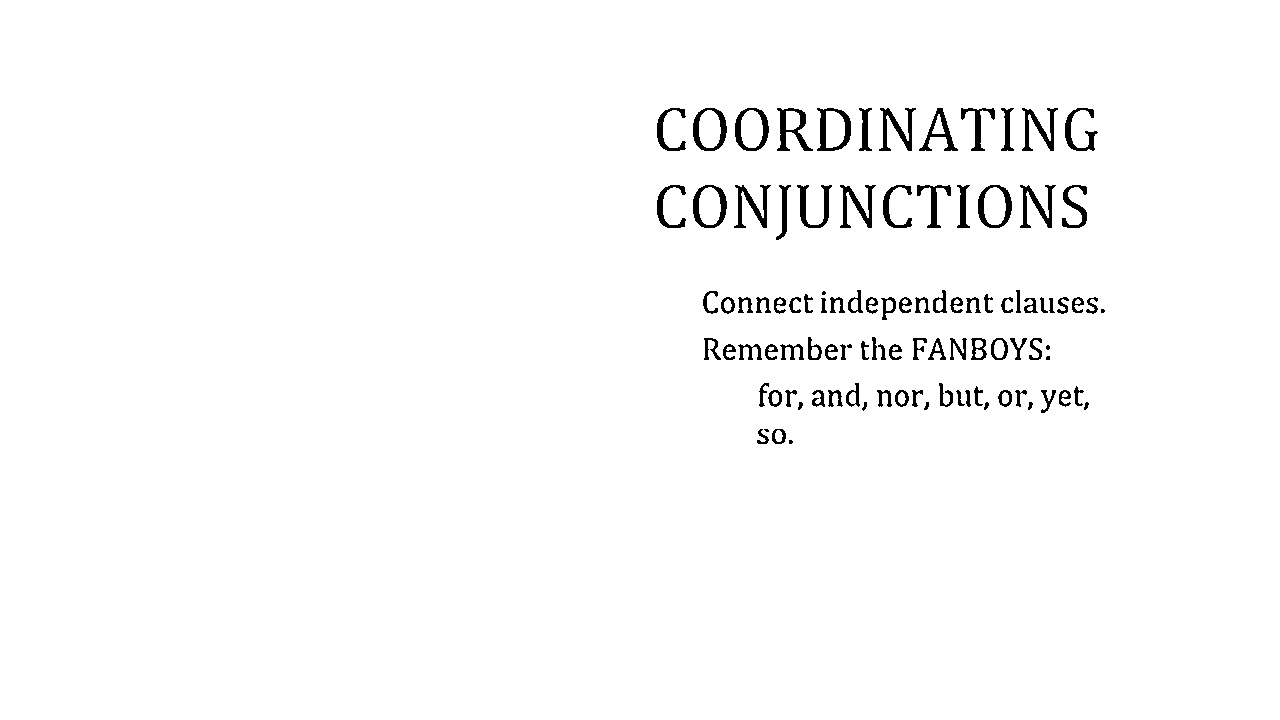 COORDINATING
CONJUNCTIONS
Connect independent clauses.
Remember the FANBOYS:
for, and, nor, but, or, yet,
so.